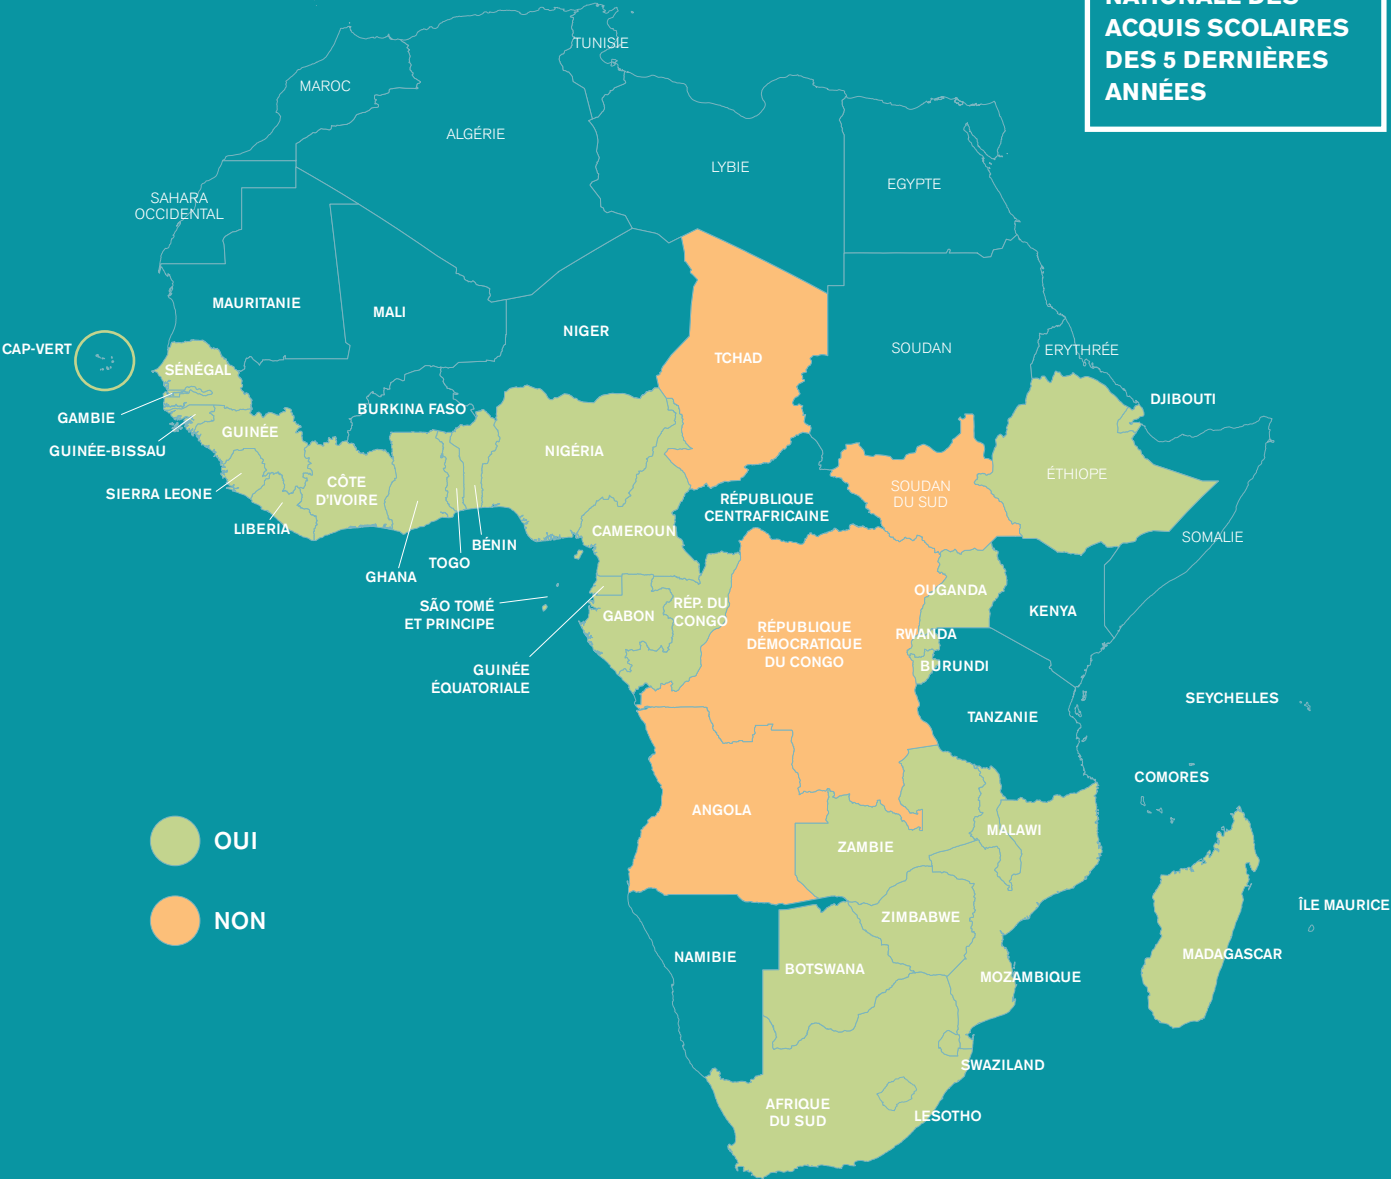 NATIONALE DES
ACQUIS SCOLAIRES
DES 5 DERNIÈRES
ANNÉES
TUNISIE
MAROC
ALGÉRIE
LYBIE
EGYPTE
SAHARA
OCCIDENTAL
MAURITANIE
MALI
NIGER
CAP-VERT
TCHAD
SOUDAN
ERYTHRÉE
SÉNÉGAL
DJIBOUTI
GAMBIE
BURKINA FASO
GUINÉE
GUINÉE-BISSAU
NIGÉRIA
ÉTHIOPE
CÔTE
D'IVOIRE
SIERRA LEONE
SOUDAN
DU SUD
RÉPUBLIQUE
CENTRAFRICAINE
LIBERIA
CAMEROUN
SOMALIE
BÉNIN
TOGO
GHANA
OUGANDA
SÃO TOMÉ
ET PRINCIPE
GABON
RÉP. DU
CONGO
KENYA
RÉPUBLIQUE
DÉMOCRATIQUE
DU CONGO
RWANDA
BURUNDI
GUINÉE
ÉQUATORIALE
SEYCHELLES
TANZANIE
COMORES
ANGOLA
MALAWI
OUI
ZAMBIE
ÎLE MAURICE
NON
ZIMBABWE
NAMIBIE
MADAGASCAR
BOTSWANA
MOZAMBIQUE
SWAZILAND
AFRIQUE
DU SUD
LESOTHO